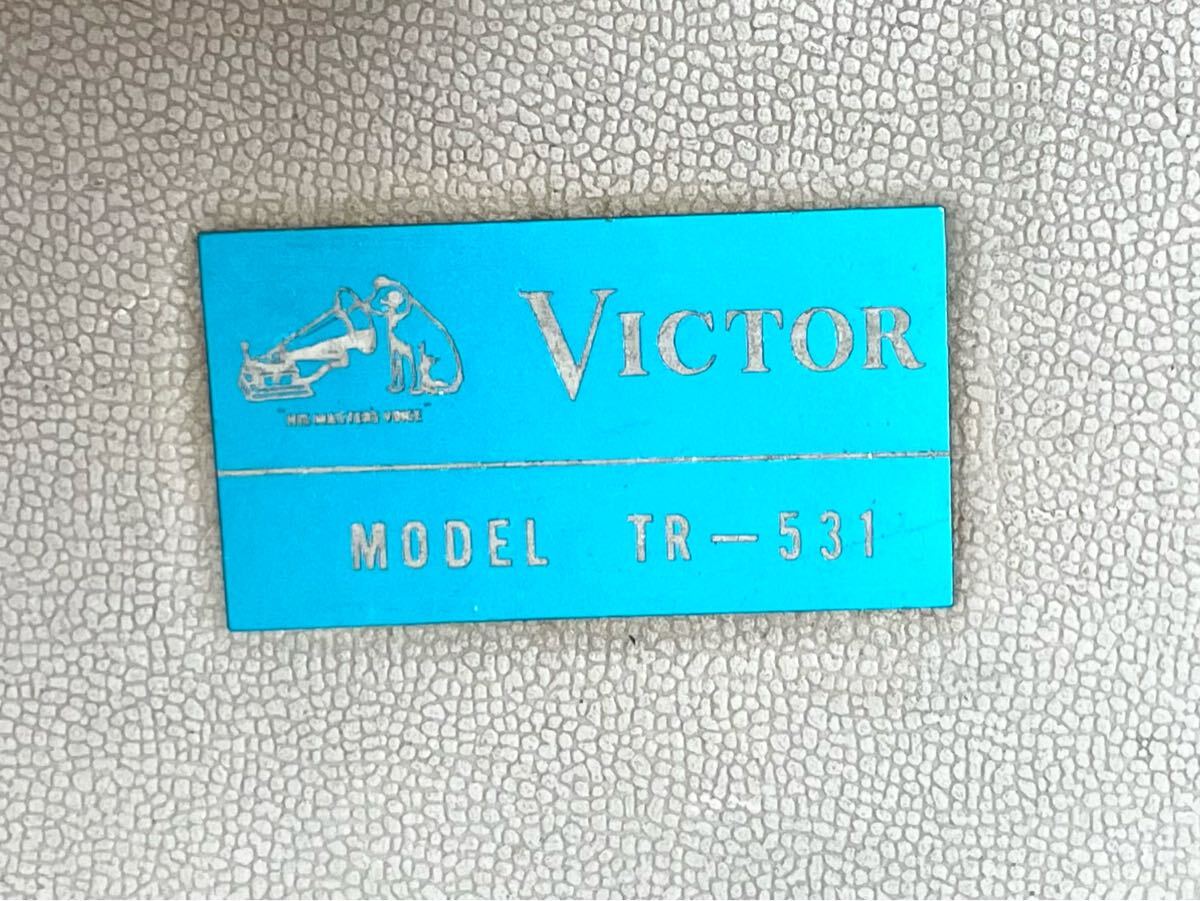 VICTOR
"HIS MASTER'S VOICE"
MODEL TR-531